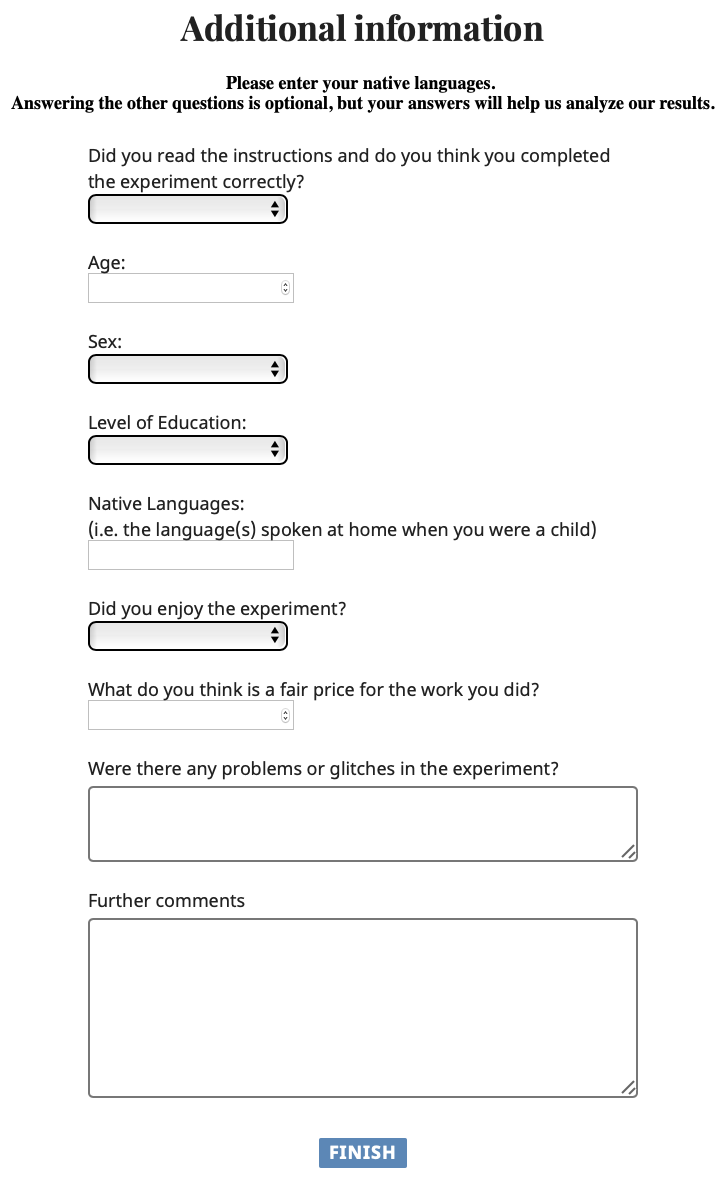 Additional information
Please enter your native languages.
Answering the other questions is optional, but your answers will help us analyze our results.
Did you read the instructions and do you think you completed
the experiment correctly?
Age:
Sex:
Level of Education:
Native Languages:
(i.e. the language(s) spoken at home when you were a child)
Did you enjoy the experiment?
What do you think is a fair price for the work you did?
Were there any problems or glitches in the experiment?
Further comments
FINISH